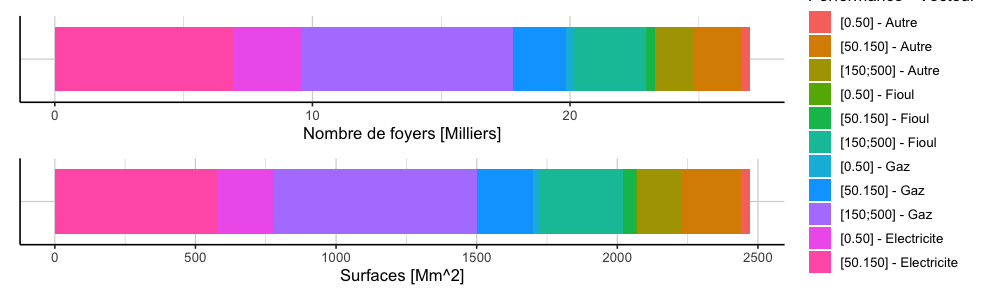 0
10
20
Nombre de foyers [Milliers]
0
500
1000
1500
2000
2500
Surfaces [Mm^2]
[0.50] - Autre
[50.150] - Autre
[150;500] - Autre
[0.50] - Fioul
[50.150] - Fioul
[150;500] - Fioul
[0.50] - Gaz
[50.150] - Gaz
[150;500] - Gaz
[0.50] - Electricite
[50.150] - Electricite